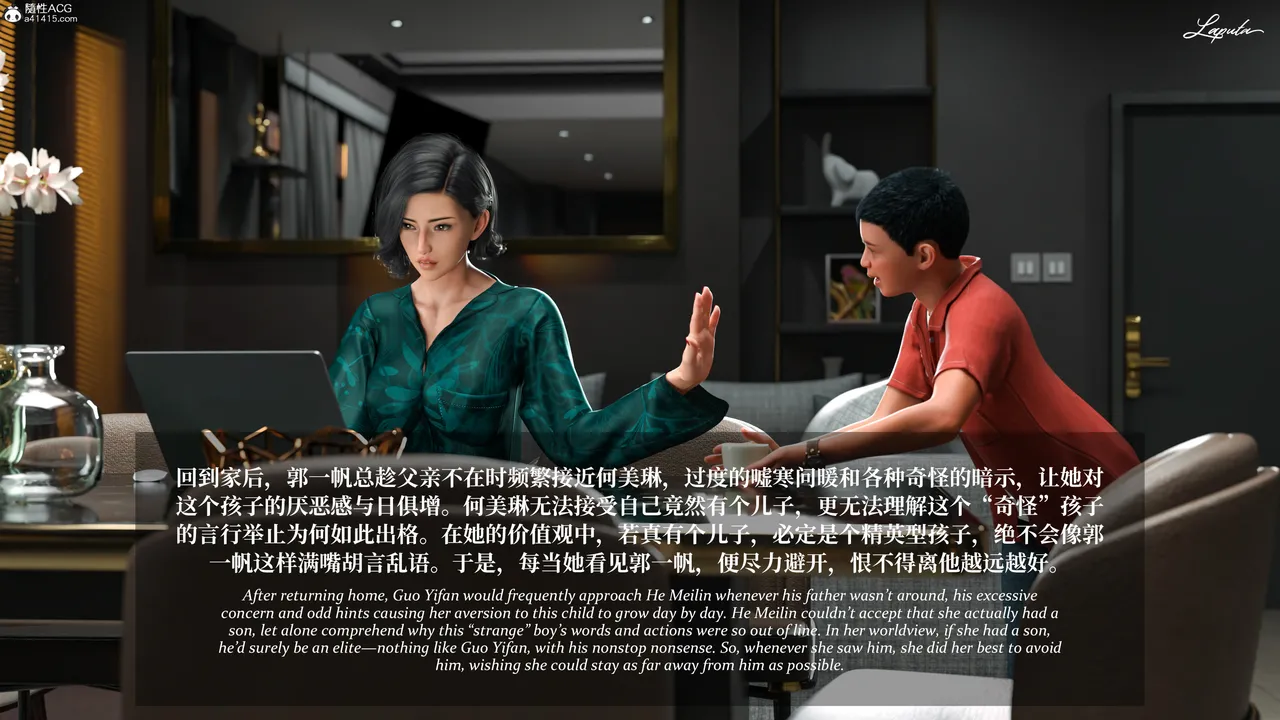 隨性ACG
a41415.com
Laputa
回到家后，郭一帆总趁父亲不在时频繁接近何美琳，过度的嘘寒问暖和各种奇怪的暗示，让她对
这个孩子的厌恶感与日俱增。何美琳无法接受自己竟然有个儿子，更无法理解这个“奇怪”孩子
的言行举止为何如此出格。在她的价值观中，若真有个儿子，必定是个精英型孩子，绝不会像郭
一帆这样满嘴胡言乱语。于是，每当她看见郭一帆，便尽力避开，恨不得离他越远越好。
After returning home, Guo Yifan would frequently approach He Meilin whenever his father wasn’t around, his excessive
concern and odd hints causing her aversion to this child to grow day by day. He Meilin couldn’t accept that she actually had a
son, let alone comprehend why this “strange” boy’s words and actions were so out of line. In her worldview, if she had a son,
he’d surely be an elite—nothing like Guo Yifan, with his nonstop nonsense. So, whenever she saw him, she did her best to avoid
him, wishing she could stay as far away from him as possible.